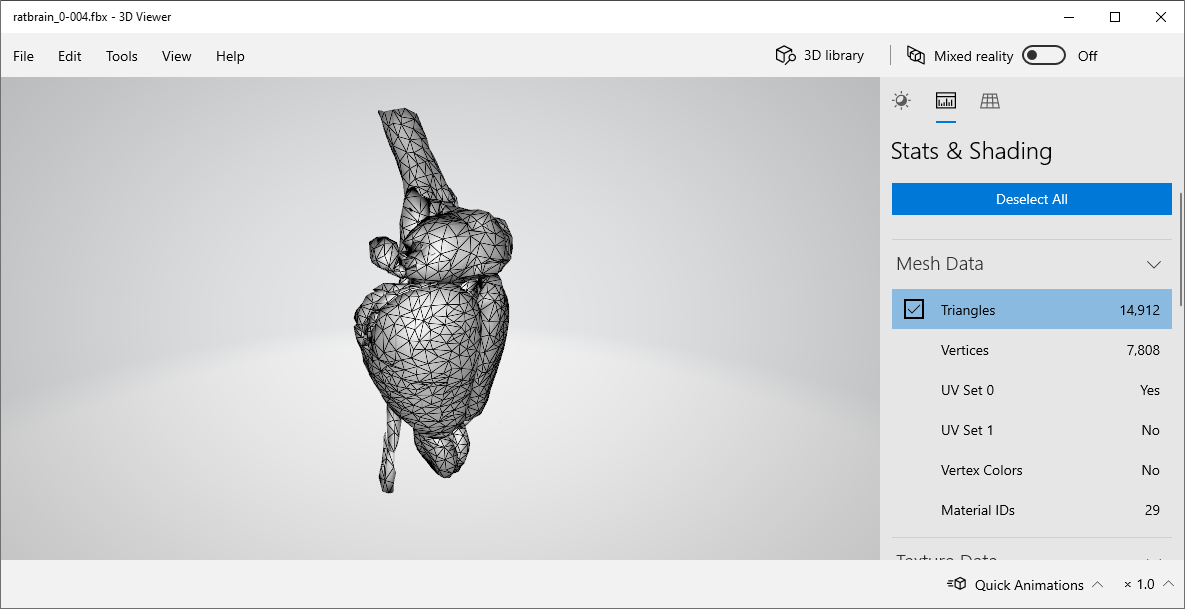 ratbrain_0-004.fbx - 3D Viewer
File Edit Tools View Help 3D library Mixed reality Off
Stats & Shading
Deselect All
Mesh Data
Triangles 14,912
Vertices 7,808
UV Set 0 Yes
UV Set 1 No
Vertex Colors No
Material IDs 29
Texture Data
Quick Animations × 1.0